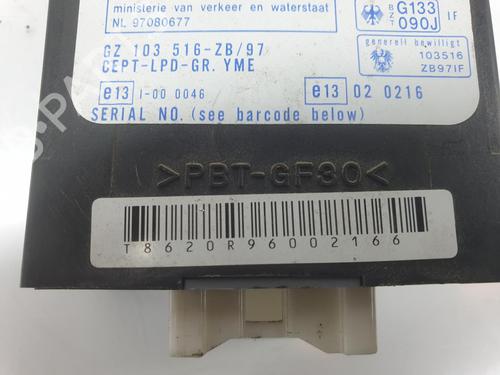 ministerie van verkeer en waterstaat
NL 97080677
B Z T G133 090J IF
GZ 103 516-ZB/97
CEPT-LPD-GR. YME
generell bewilligt
103516
ZB97IF
e13 I-00 0046
e13 02 0216
SERIAL NO. (see barcode below)
>PBT-GF30<
T8620R96002166